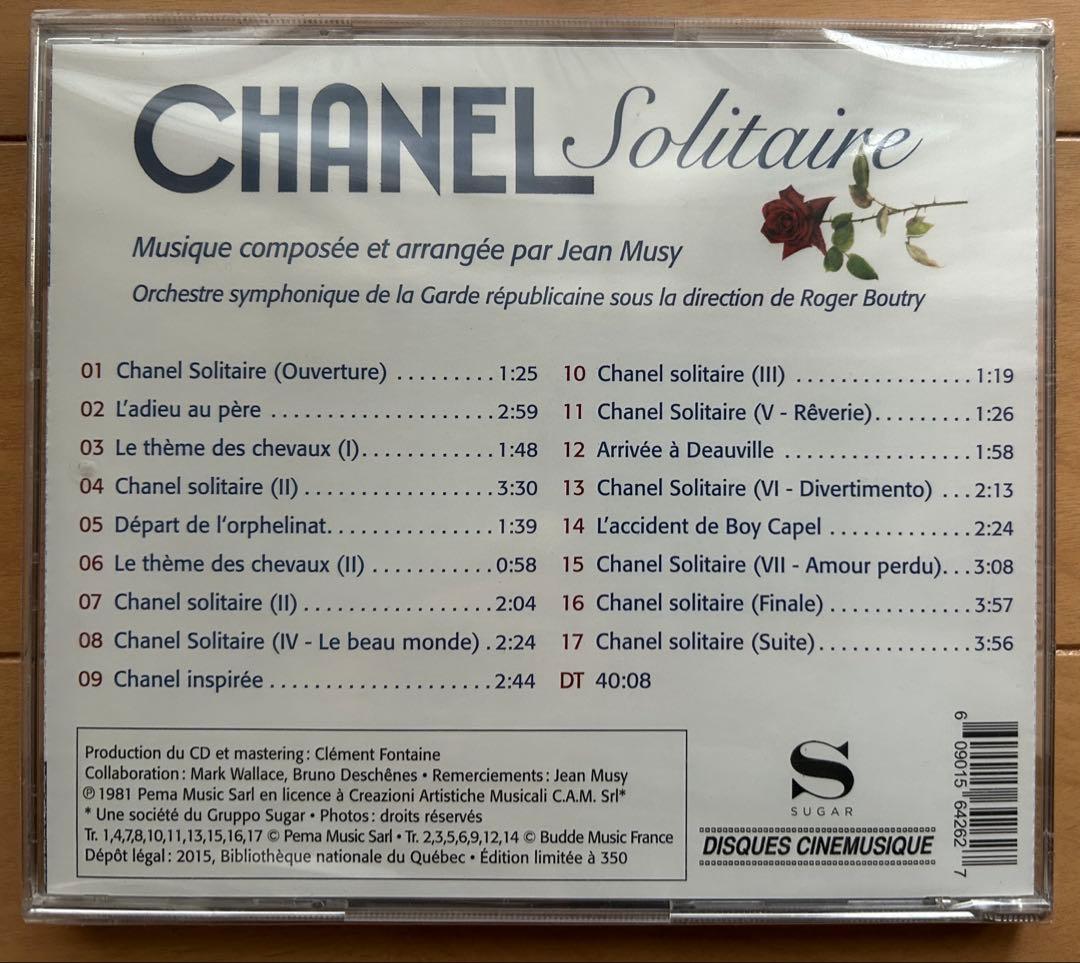 CHANEL Solitaire
Musique composée et arrangée par Jean Musy
Orchestre symphonique de la Garde républicaine sous la direction de Roger Boutry
01 Chanel Solitaire (Ouverture) ......... 1:25
02 L'adieu au père ..................... 2:59
03 Le thème des chevaux (I)............. 1:48
04 Chanel solitaire (II) .................. 3:30
05 Départ de l'orphelinat................ 1:39
06 Le thème des chevaux (II) ............ 0:58
07 Chanel solitaire (II) .................. 2:04
08 Chanel Solitaire (IV - Le beau monde) . 2:24
09 Chanel inspirée ...................... 2:44
10 Chanel solitaire (III) ................ 1:19
11 Chanel Solitaire (V - Rêverie)......... 1:26
12 Arrivée à Deauville .................. 1:58
13 Chanel Solitaire (VI - Divertimento) ... 2:13
14 L'accident de Boy Capel ............. 2:24
15 Chanel Solitaire (VII - Amour perdu)... 3:08
16 Chanel solitaire (Finale) ............. 3:57
17 Chanel solitaire (Suite).............. 3:56
DT 40:08
Production du CD et mastering : Clément Fontaine
Collaboration : Mark Wallace, Bruno Deschênes • Remerciements : Jean Musy
℗ 1981 Pema Music Sarl en licence à Creazioni Artistiche Musicali C.A.M. Srl*
* Une société du Gruppo Sugar • Photos : droits réservés
Tr. 1,4,7,8,10,11,13,15,16,17 © Pema Music Sarl • Tr. 2,3,5,6,9,12,14 © Budde Music France
Dépôt légal : 2015, Bibliothèque nationale du Québec • Édition limitée à 350
S
SUGAR
DISQUES CINEMUSIQUE
6 09015 64262 7